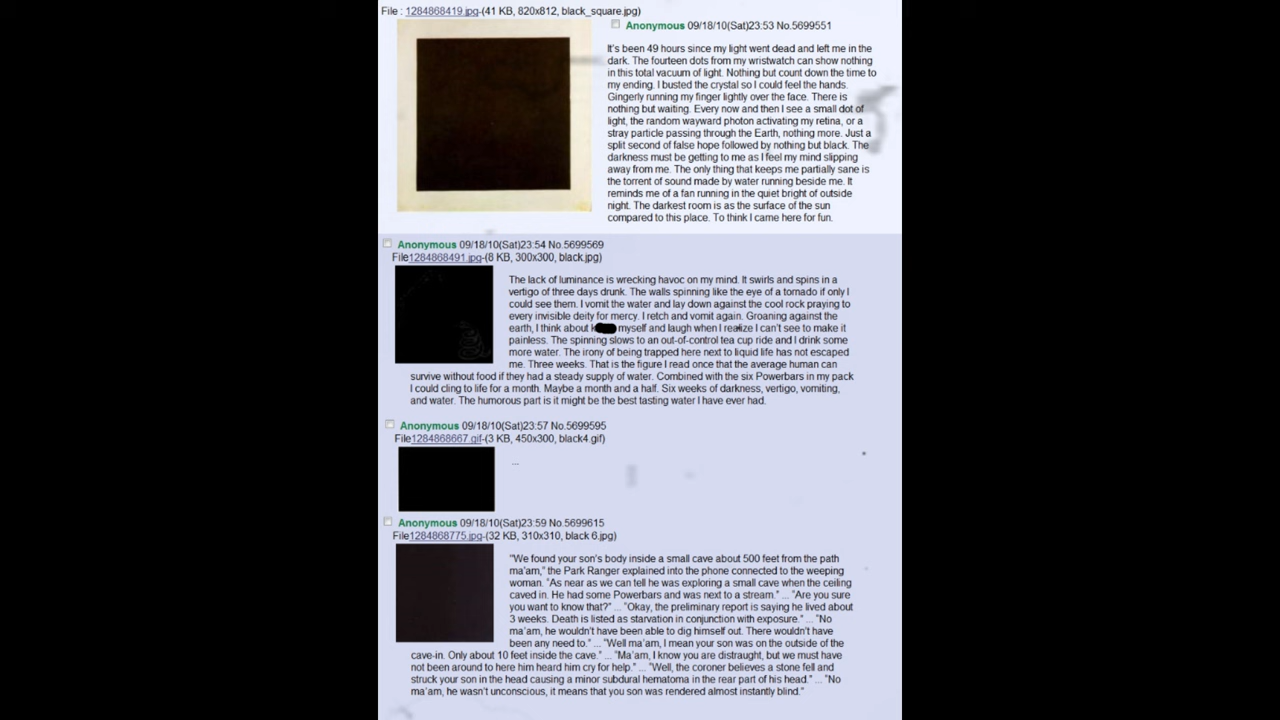 File : 1284868419.jpg-(41 KB, 820x812, black_square.jpg)
Anonymous 09/18/10(Sat)23:53 No.5699551
It's been 49 hours since my light went dead and left me in the
dark. The fourteen dots from my wristwatch can show nothing
in this total vacuum of light. Nothing but count down the time to
my ending. I busted the crystal so I could feel the hands.
Gingerly running my finger lightly over the face. There is
nothing but waiting. Every now and then I see a small dot of
light, the random wayward photon activating my retina, or a
stray particle passing through the Earth, nothing more. Just a
split second of false hope followed by nothing but black. The
darkness must be getting to me as I feel my mind slipping
away from me. The only thing that keeps me partially sane is
the torrent of sound made by water running beside me. It
reminds me of a fan running in the quiet bright of outside
night. The darkest room is as the surface of the sun
compared to this place. To think I came here for fun.
Anonymous 09/18/10(Sat)23:54 No.5699569
File1284868491.jpg-(8 KB, 300x300, black.jpg)
The lack of luminance is wrecking havoc on my mind. It swirls and spins in a
vertigo of three days drunk. The walls spinning like the eye of a tornado if only I
could see them. I vomit the water and lay down against the cool rock praying to
every invisible deity for mercy. I retch and vomit again. Groaning against the
earth, I think about k myself and laugh when I realize I can't see to make it
painless. The spinning slows to an out-of-control tea cup ride and I drink some
more water. The irony of being trapped here next to liquid life has not escaped
me. Three weeks. That is the figure I read once that the average human can
survive without food if they had a steady supply of water. Combined with the six Powerbars in my pack
I could cling to life for a month. Maybe a month and a half. Six weeks of darkness, vertigo, vomiting,
and water. The humorous part is it might be the best tasting water I have ever had.
Anonymous 09/18/10(Sat)23:57 No.5699595
File1284868667.gif-(3 KB, 450x300, black4.gif)
...
Anonymous 09/18/10(Sat)23:59 No.5699615
File1284868775.jpg-(32 KB, 310x310, black 6.jpg)
"We found your son's body inside a small cave about 500 feet from the path
ma'am," the Park Ranger explained into the phone connected to the weeping
woman. "As near as we can tell he was exploring a small cave when the ceiling
caved in. He had some Powerbars and was next to a stream." ... "Are you sure
you want to know that?" ... "Okay, the preliminary report is saying he lived about
3 weeks. Death is listed as starvation in conjunction with exposure." ... "No
ma'am, he wouldn't have been able to dig himself out. There wouldn't have
been any need to." ... "Well ma'am, I mean your son was on the outside of the
cave-in. Only about 10 feet inside the cave." ... "Ma'am, I know you are distraught, but we must have
not been around to here him heard him cry for help." ... "Well, the coroner believes a stone fell and
struck your son in the head causing a minor subdural hematoma in the rear part of his head." ... "No
ma'am, he wasn't unconscious, it means that you son was rendered almost instantly blind."